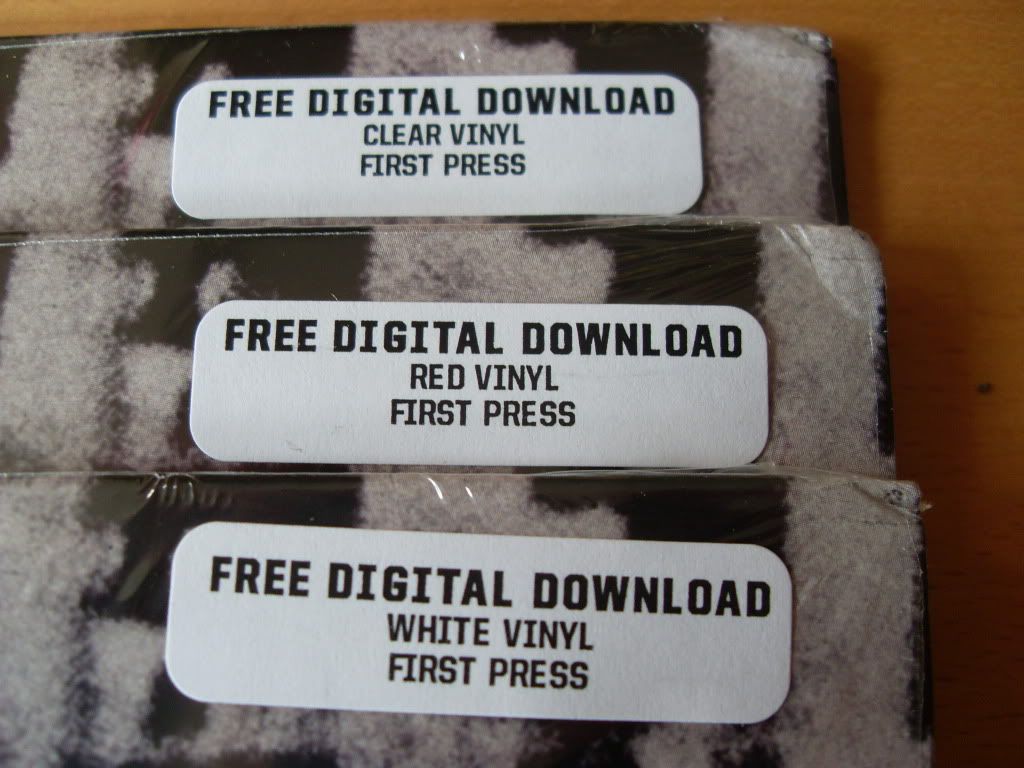 FREE DIGITAL DOWNLOAD
CLEAR VINYL
FIRST PRESS
FREE DIGITAL DOWNLOAD
RED VINYL
FIRST PRESS
FREE DIGITAL DOWNLOAD
WHITE VINYL
FIRST PRESS